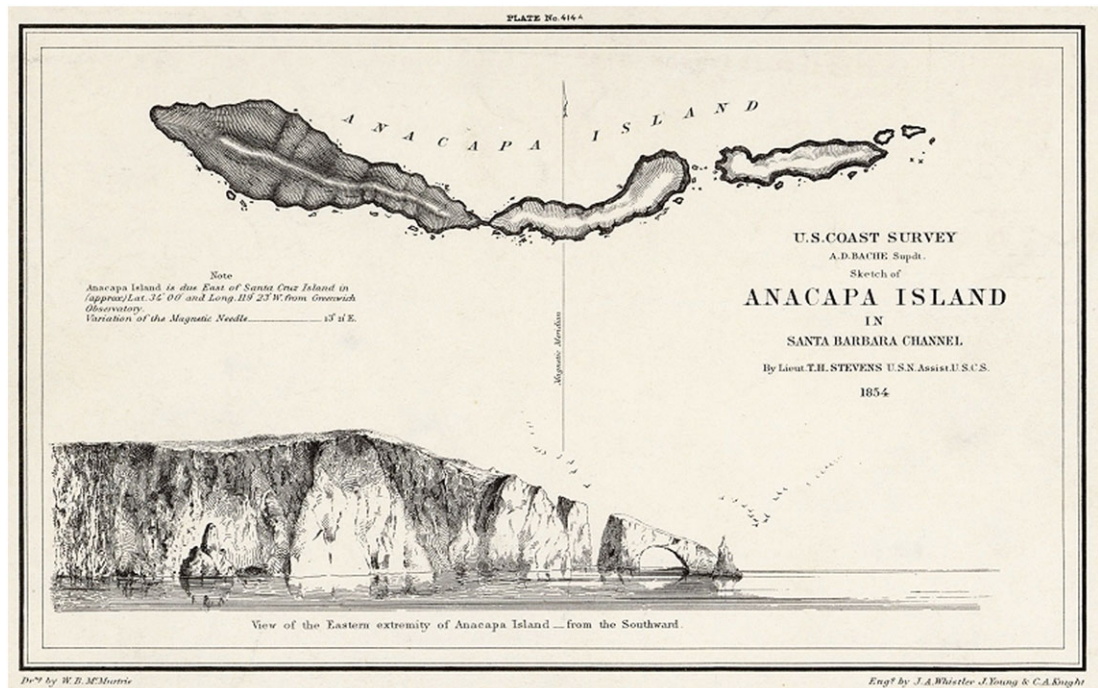 PLATE No. 414 A
ANACAPA ISLAND
U.S. COAST SURVEY
A.D. BACHE Supdt.
Sketch of
ANACAPA ISLAND
IN
SANTA BARBARA CHANNEL
By Lieut. T.H. STEVENS U.S.N. Assist. U.S.C.S.
1854
Note
Anacapa Island is due East of Santa Cruz Island in
(approx) Lat. 34° 00' and Long. 119° 23' W. from Greenwich
Observatory.
Variation of the Magnetic Needle
E.
Magnetic Meridian
View of the Eastern extremity of Anacapa Island _ from the Southward.
Drn. by W. B. McMurtrie
Engd. by J. A. Whistler J. Young & C. A. Knight